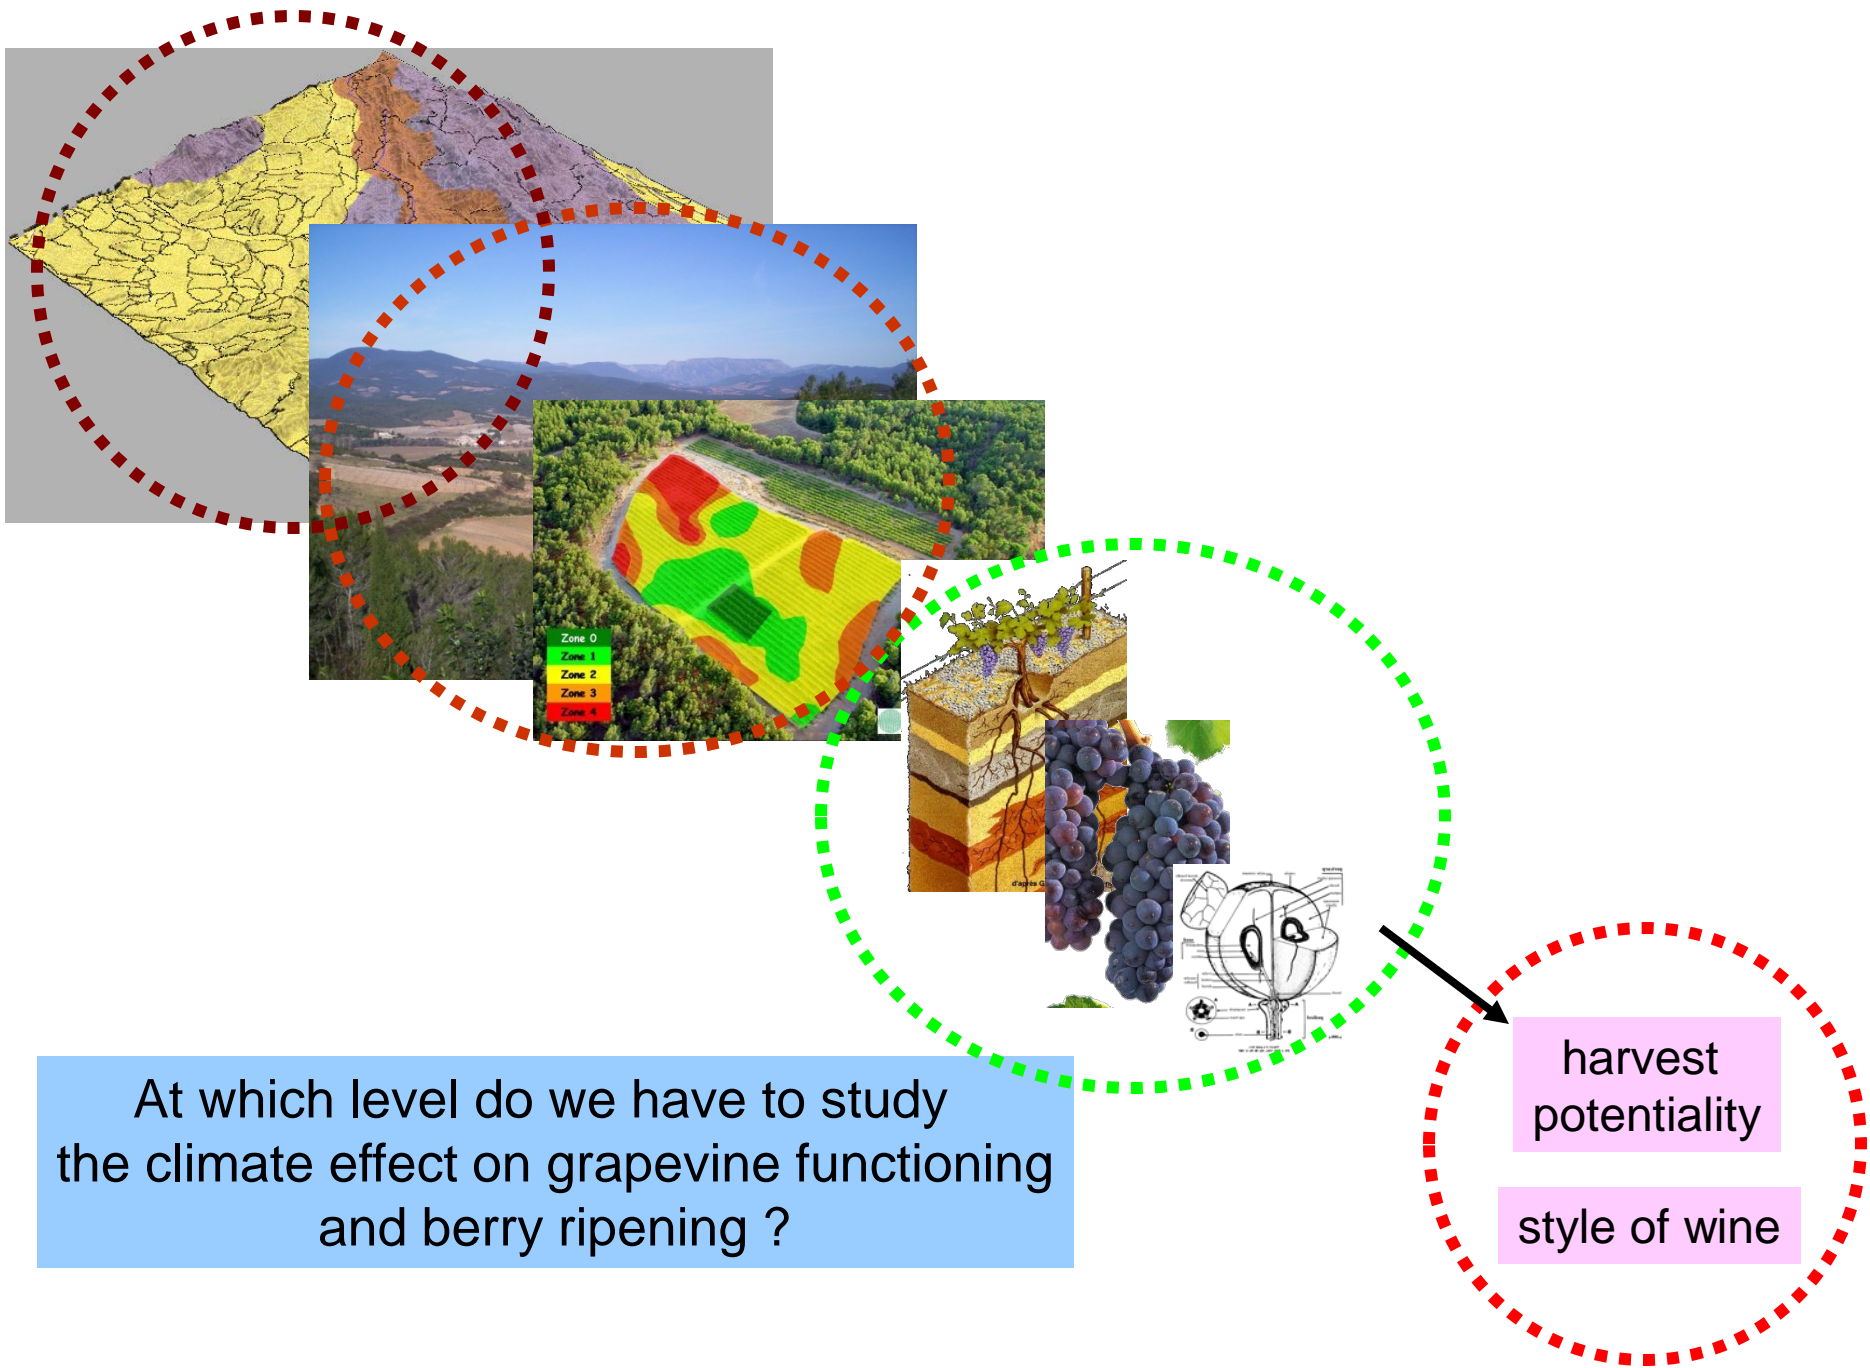 Zone 0
Zone 1
Zone 2
Zone 3
Zone 4
d'après G
harvest
potentiality
style of wine
At which level do we have to study
the climate effect on grapevine functioning
and berry ripening ?